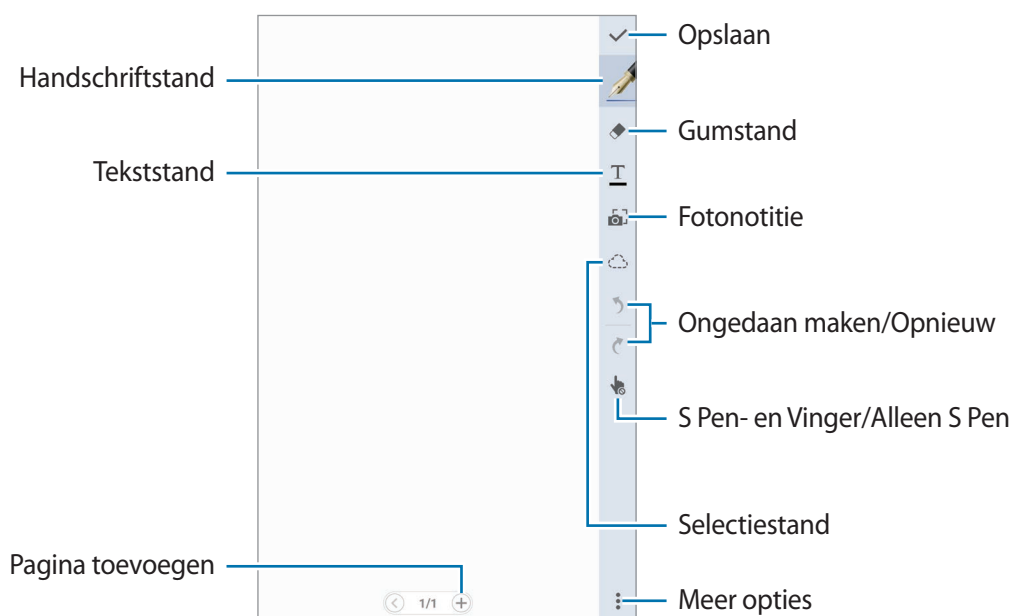 Opslaan
Handschriftstand
Gumstand
Tekststand
T
Fotonotitie
Ongedaan maken/Opnieuw
S Pen- en Vinger/Alleen S Pen
Selectiestand
Pagina toevoegen
1/1
Meer opties